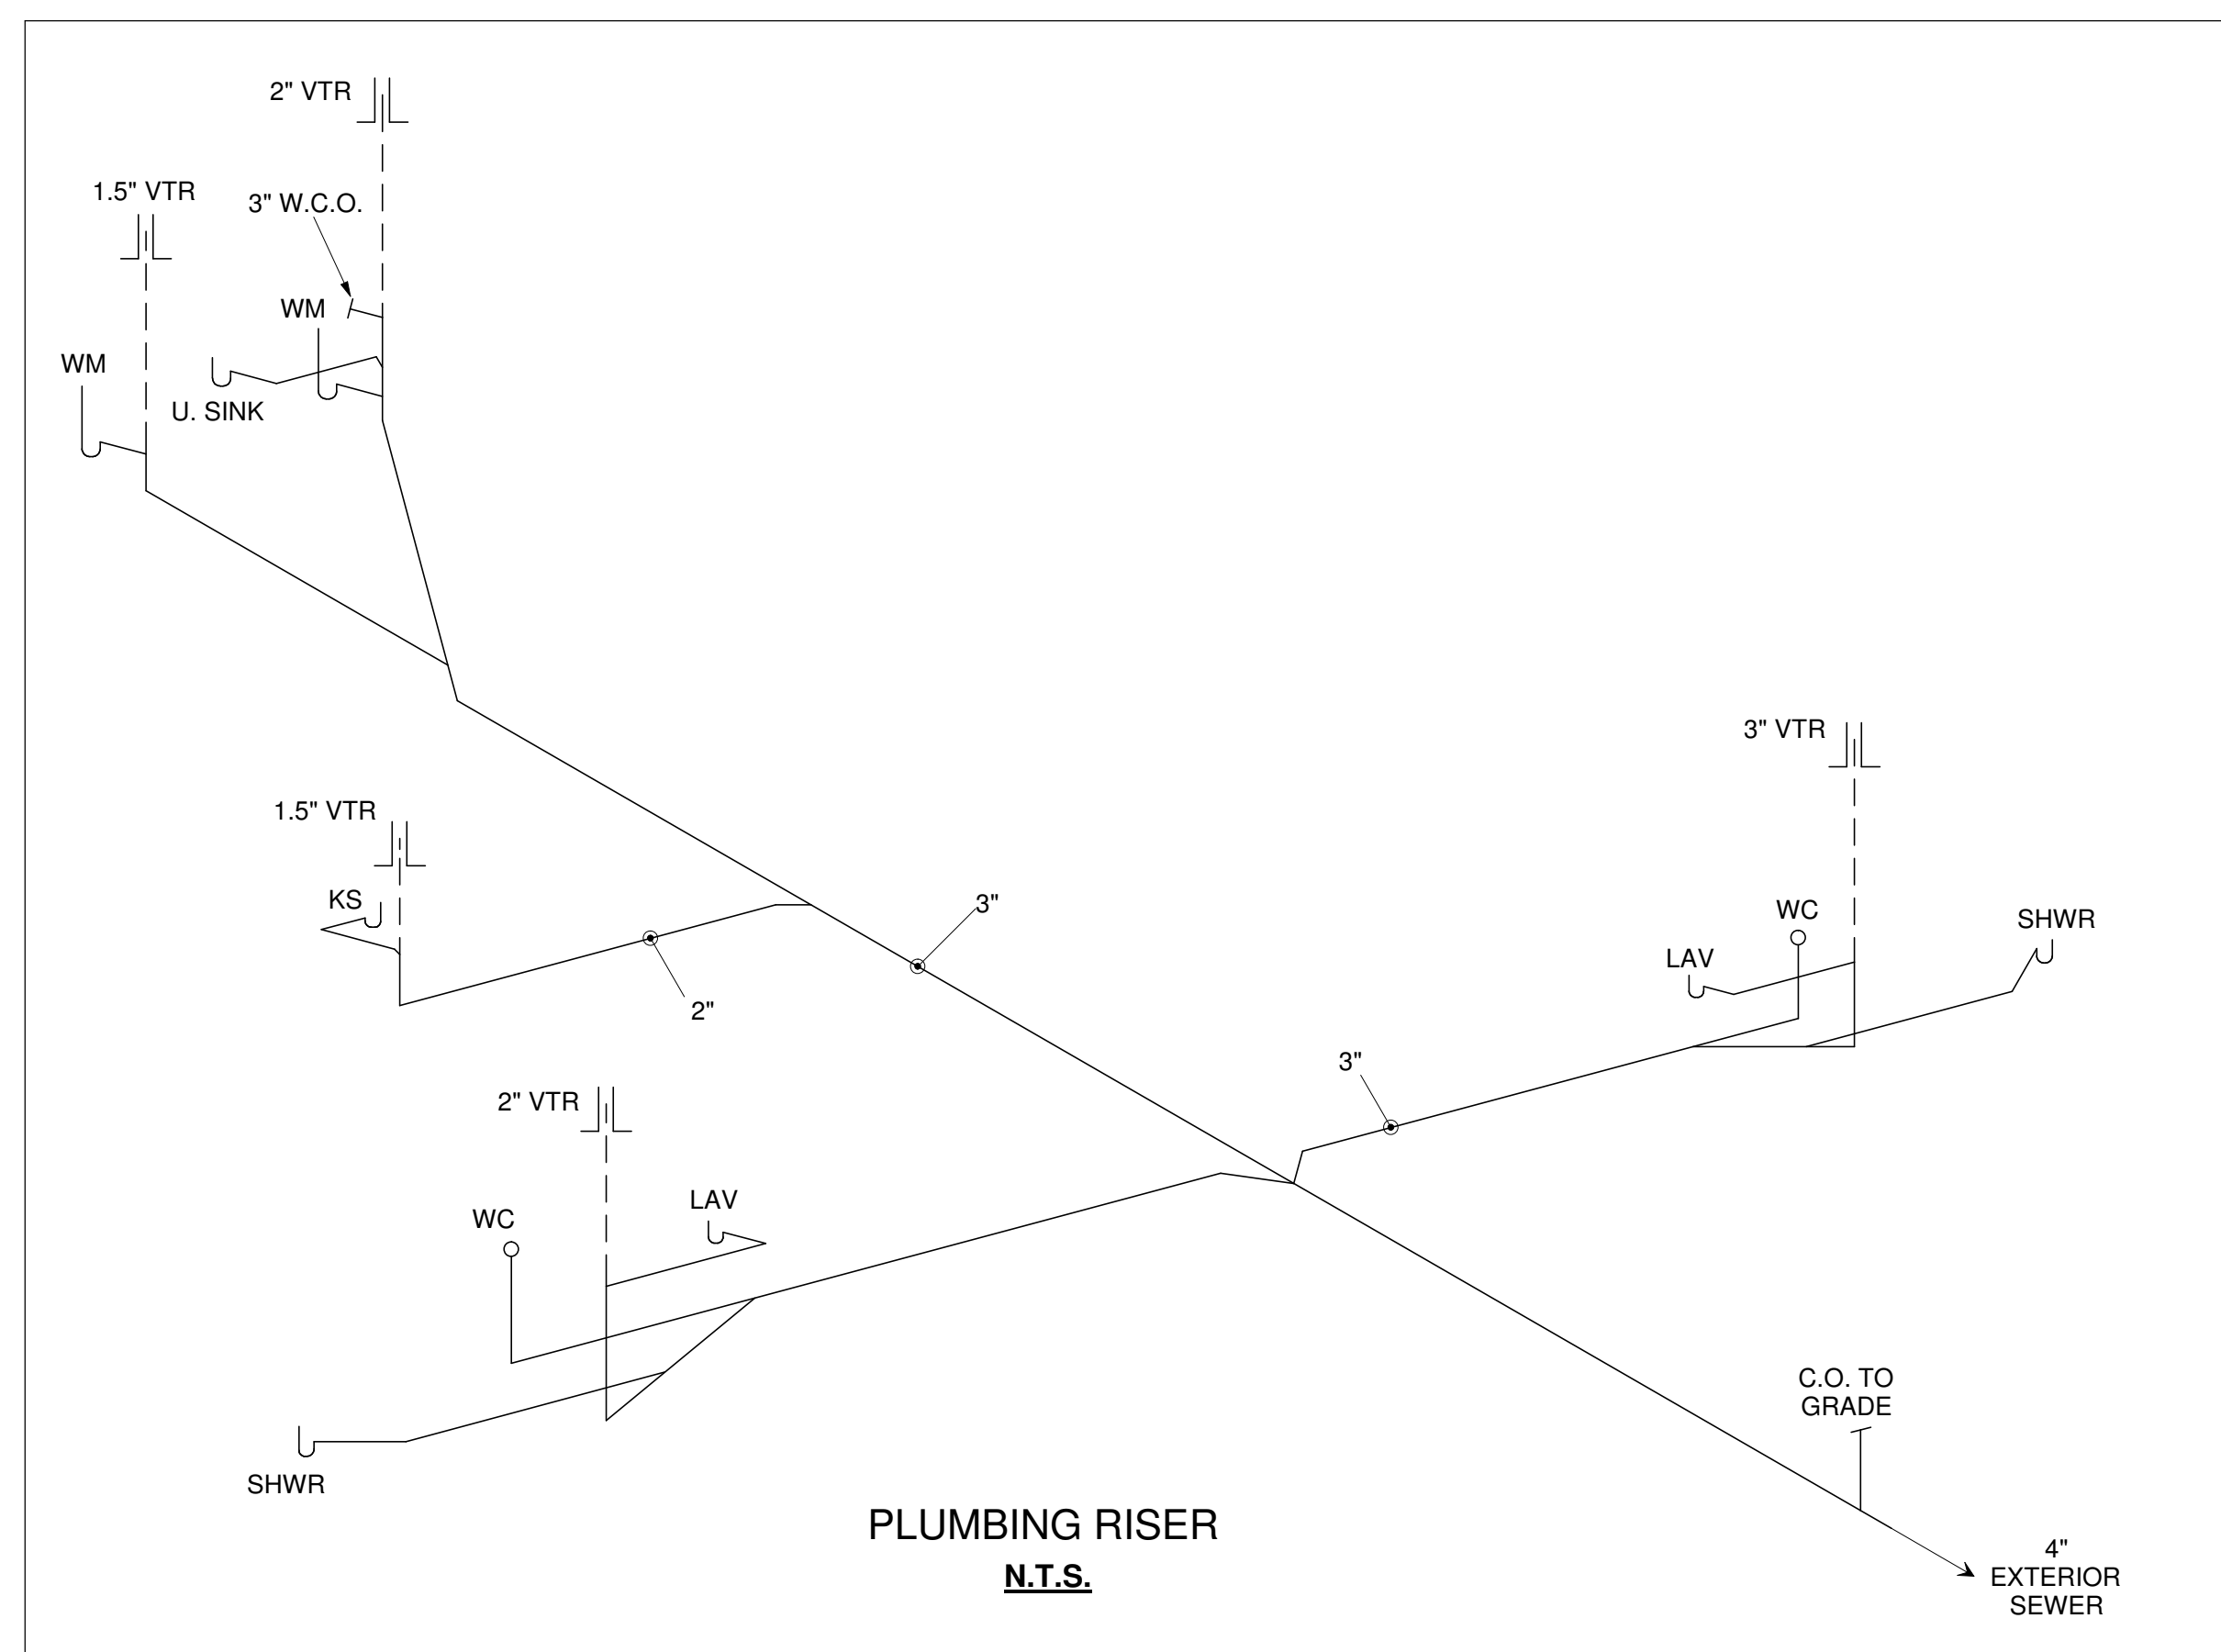 2" VTR
1.5" VTR
3" W.C.O.
WM
WM
U. SINK
3" VTR
1.5" VTR
KS
3"
WC
SHWR
LAV
2"
3"
2" VTR
LAV
WC
C.O. TO
GRADE
SHWR
PLUMBING RISER
N.T.S.
4"
EXTERIOR
SEWER